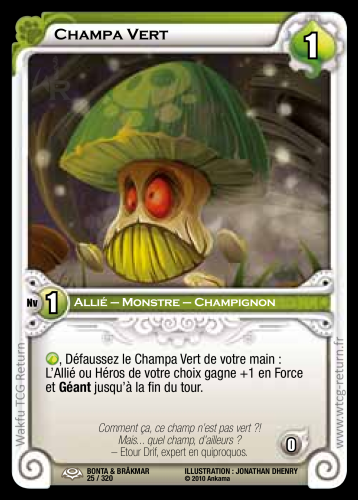 CHAMPA VERT
1
Nv 1 ALLIÉ – MONSTRE – CHAMPIGNON
, Défaussez le Champa Vert de votre main :
L'Allié ou Héros de votre choix gagne +1 en Force
et Géant jusqu'à la fin du tour.
Comment ça, ce champ n'est pas vert ?!
Mais... quel champ, d'ailleurs ?
– Etour Drif, expert en quiproquos.
0
BONTA & BRÂKMAR
25 / 320
ILLUSTRATION : JONATHAN DHENRY
© 2010 Ankama
Wakfu TCG Return
www.wtcg-return.fr